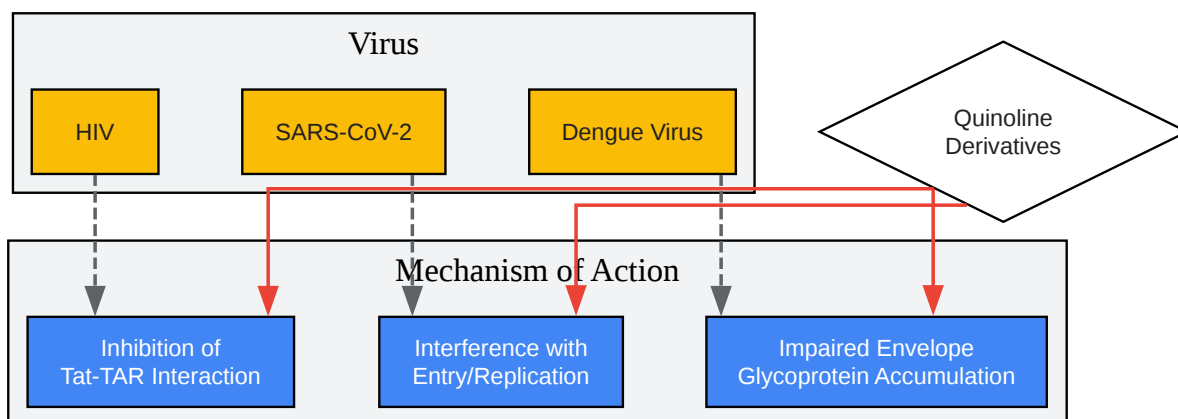 Virus
HIV
SARS-CoV-2
Dengue Virus
Quinoline
Derivatives
Mechanism of Action
Inhibition of
Tat-TAR Interaction
Interference with
Entry/Replication
Impaired Envelope
Glycoprotein Accumulation